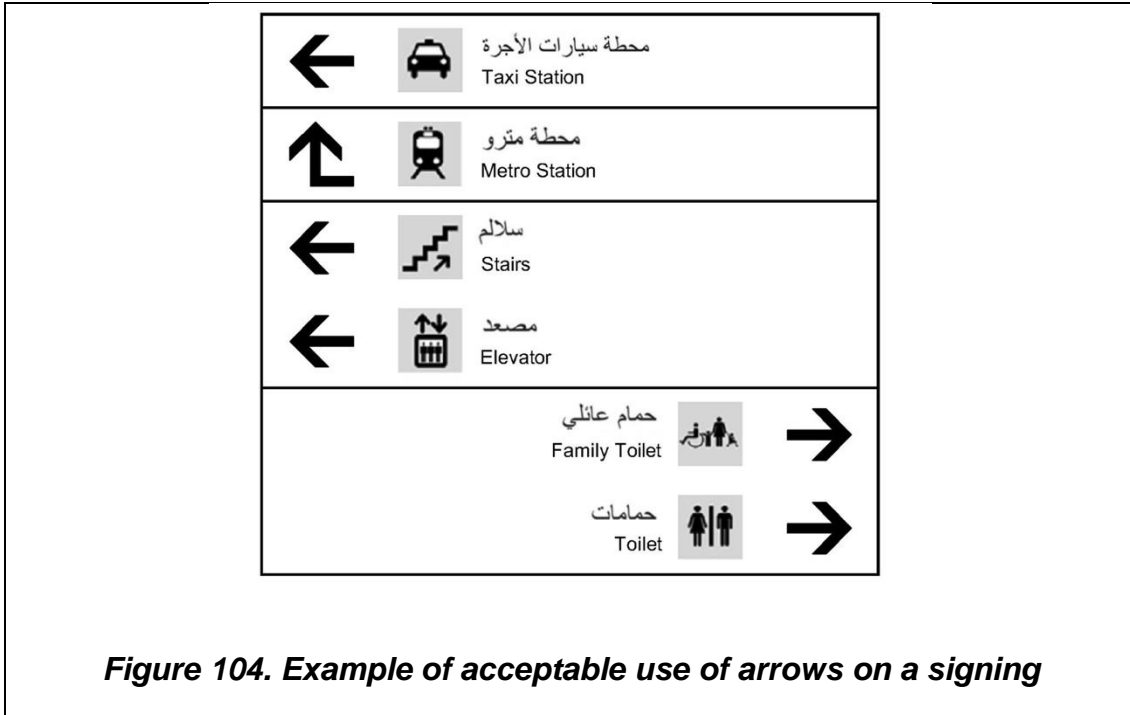 محطة سيارات الأجرة
Taxi Station
محطة مترو
Metro Station
سلالم
Stairs
مصعد
Elevator
حمام عائلي
Family Toilet
حمامات
Toilet
Figure 104. Example of acceptable use of arrows on a signing